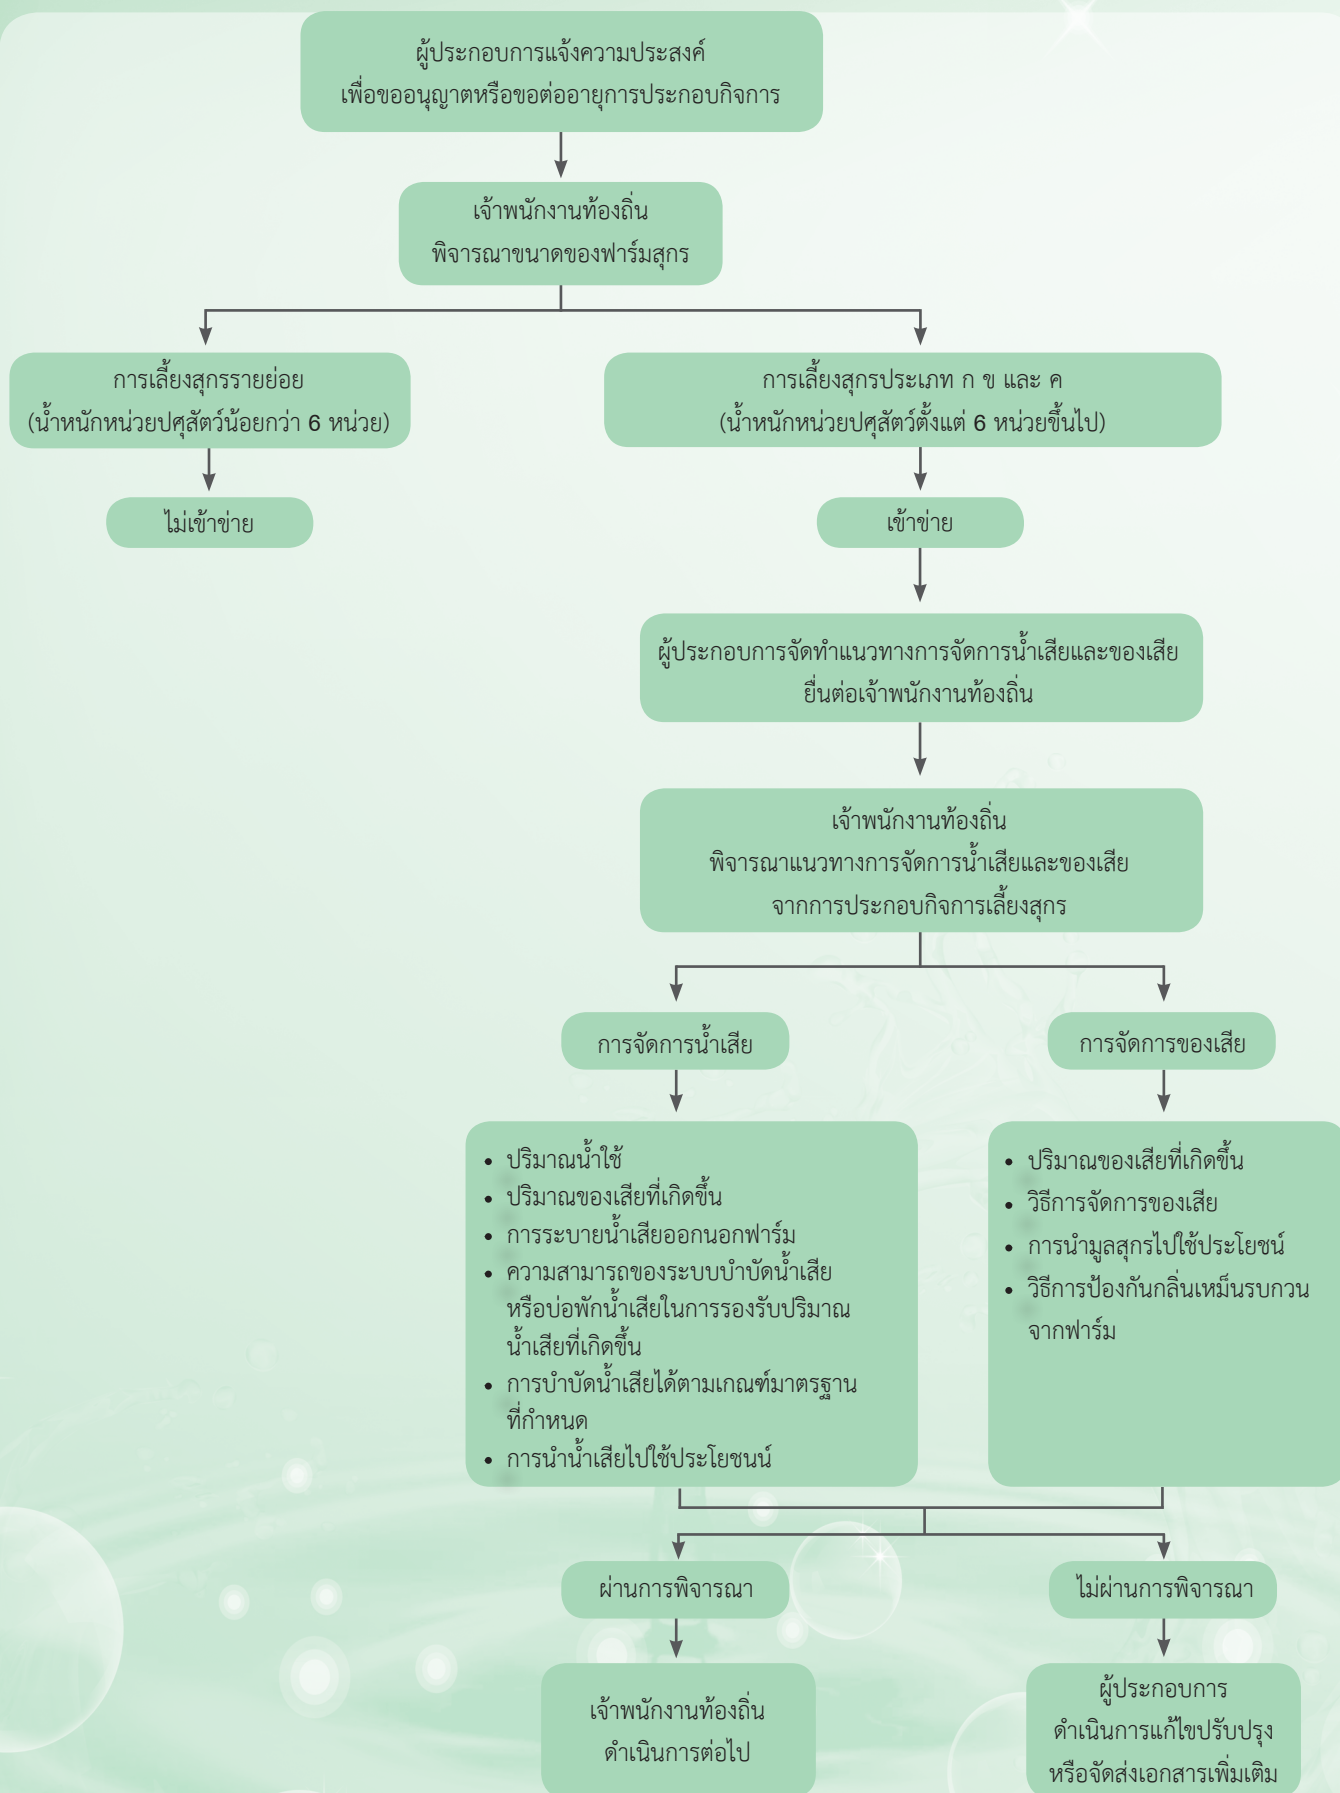 ผู้ประกอบการแจ้งความประสงค์
เพื่อขออนุญาตหรือขอต่ออายุการประกอบกิจการ
เจ้าพนักงานท้องถิ่น
พิจารณาขนาดของฟาร์มสุกร
การเลี้ยงสุกรรายย่อย
(น้ำหนักหน่วยปศุสัตว์น้อยกว่า 6 หน่วย)
การเลี้ยงสุกรประเภท ก ข และ ค
(น้ำหนักหน่วยปศุสัตว์ตั้งแต่ 6 หน่วยขึ้นไป)
ไม่เข้าข่าย
เข้าข่าย
ผู้ประกอบการจัดทำแนวทางการจัดการน้ำเสียและของเสีย
ยื่นต่อเจ้าพนักงานท้องถิ่น
เจ้าพนักงานท้องถิ่น
พิจารณาแนวทางการจัดการน้ำเสียและของเสีย
จากการประกอบกิจการเลี้ยงสุกร
การจัดการน้ำเสีย
• ปริมาณน้ำใช้
• ปริมาณของเสียที่เกิดขึ้น
• การระบายน้ำเสียออกนอกฟาร์ม
• ความสามารถของระบบบำบัดน้ำเสีย
หรือบ่อพักน้ำเสียในการรองรับปริมาณ
น้ำเสียที่เกิดขึ้น
• การบำบัดน้ำเสียได้ตามเกณฑ์มาตรฐาน
ที่กำหนด
• การนำน้ำเสียไปใช้ประโยชนน์
การจัดการของเสีย
• ปริมาณของเสียที่เกิดขึ้น
• วิธีการจัดการของเสีย
• การนำมูลสุกรไปใช้ประโยชน์
• วิธีการป้องกันกลิ่นเหม็นรบกวน
จากฟาร์ม
ผ่านการพิจารณา
ไม่ผ่านการพิจารณา
เจ้าพนักงานท้องถิ่น
ดำเนินการต่อไป
ผู้ประกอบการ
ดำเนินการแก้ไขปรับปรุง
หรือจัดส่งเอกสารเพิ่มเติม